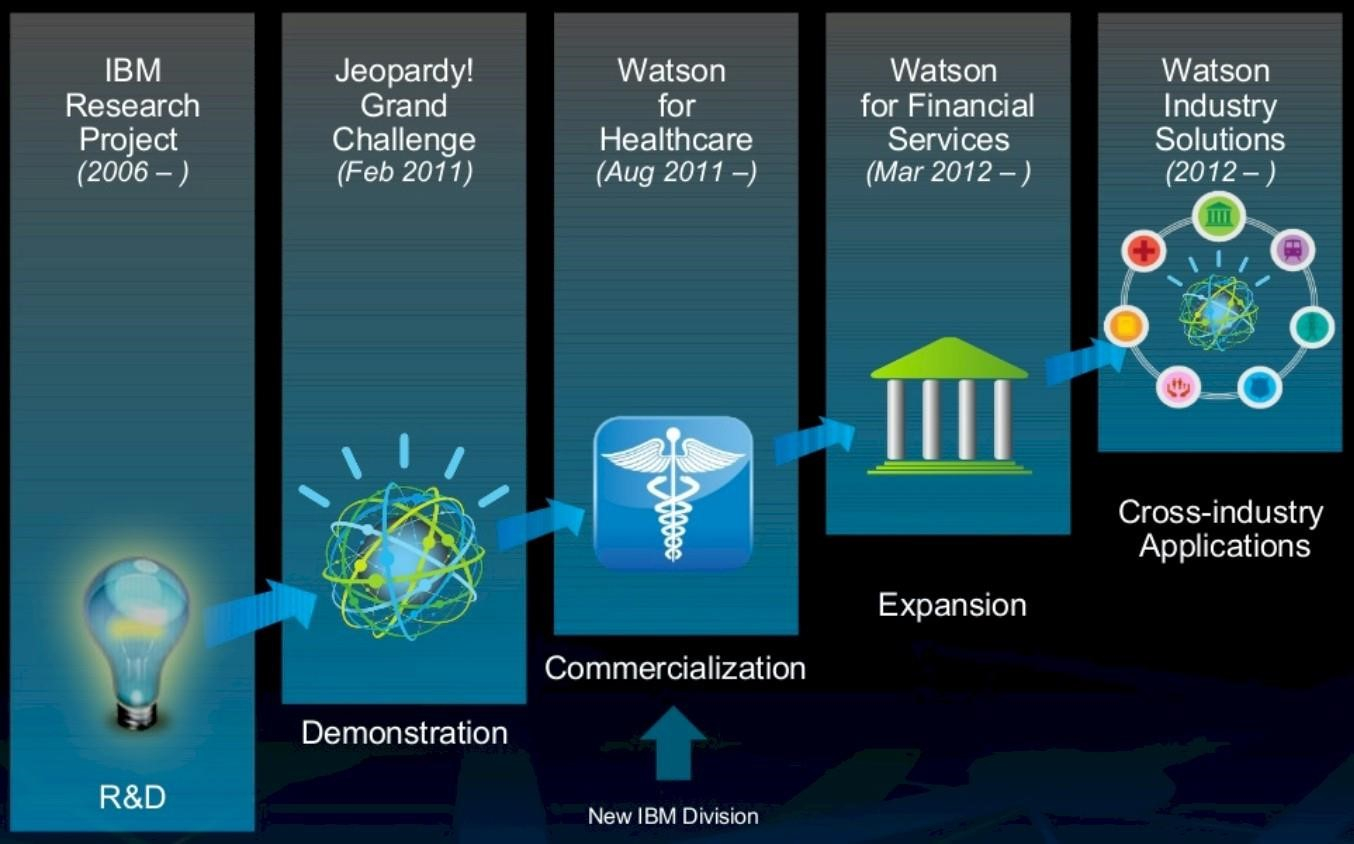 IBM
Research
Project
(2006 – )
R&D
Jeopardy!
Grand
Challenge
(Feb 2011)
Demonstration
Watson
for
Healthcare
(Aug 2011 –)
Commercialization
New IBM Division
Watson
for Financial
Services
(Mar 2012 – )
Expansion
Watson
Industry
Solutions
(2012 – )
Cross-industry
Applications